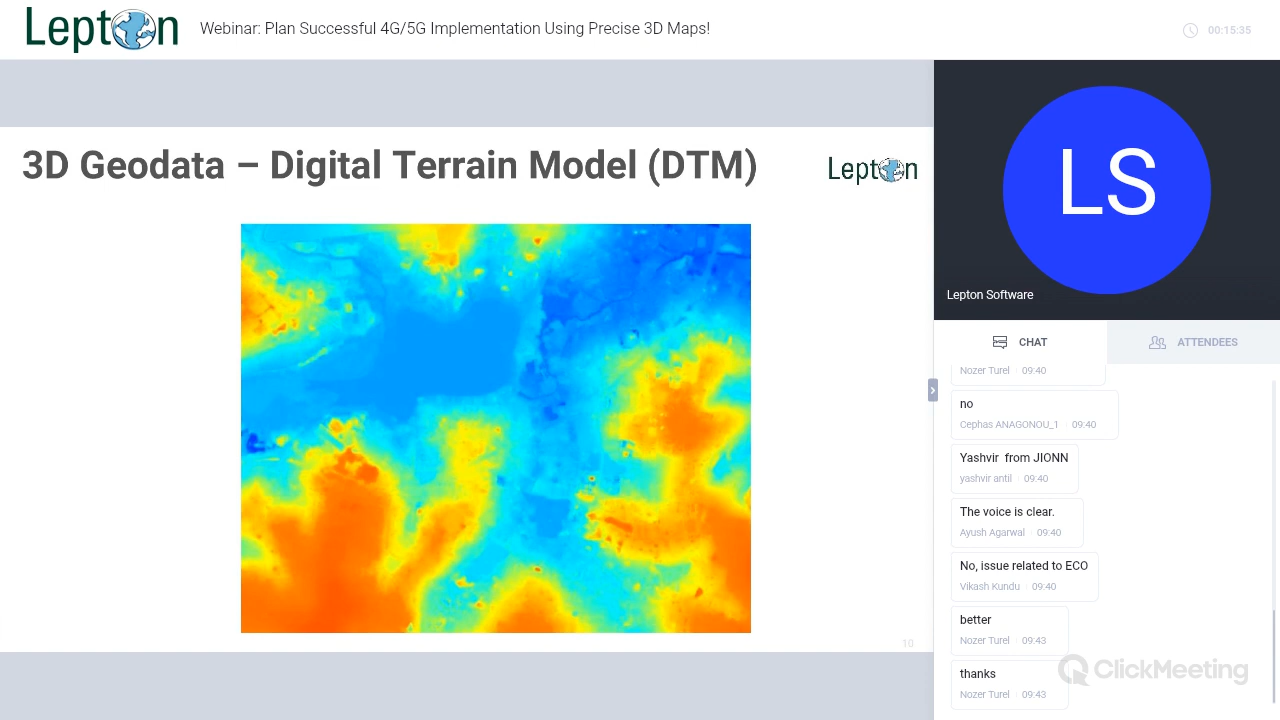 Lepton
Webinar: Plan Successful 4G/5G Implementation Using Precise 3D Maps!
00:15:35
3D Geodata – Digital Terrain Model (DTM)
Lepton
10
LS
Lepton Software
CHAT
ATTENDEES
Nozer Turel 09:40
no
Cephas ANAGONOU_1 09:40
Yashvir from JIONN
yashvir antil 09:40
The voice is clear.
Ayush Agarwal 09:40
No, issue related to ECO
Vikash Kundu 09:40
better
Nozer Turel 09:43
thanks
Nozer Turel 09:43
ClickMeeting